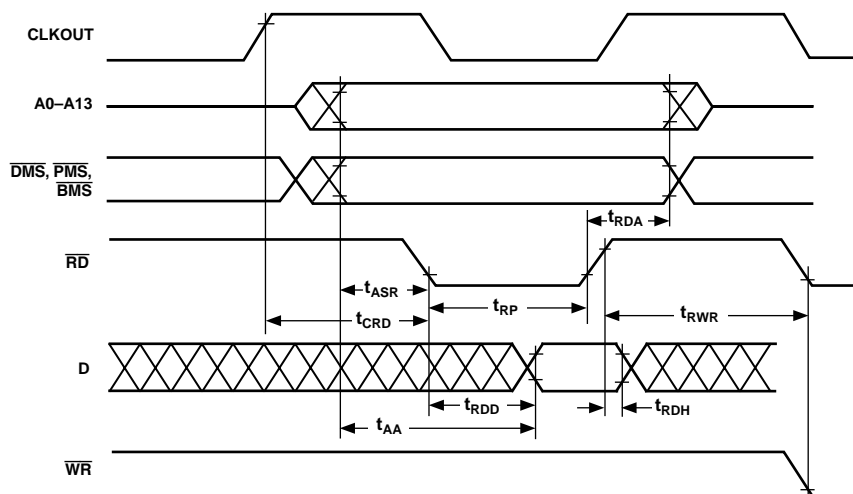 CLKOUT
A0–A13
DMS, PMS,
BMS
tRDA
RD
tASR
tRP
tCRD
tRWR
D
tRDD
tRDH
tAA
WR